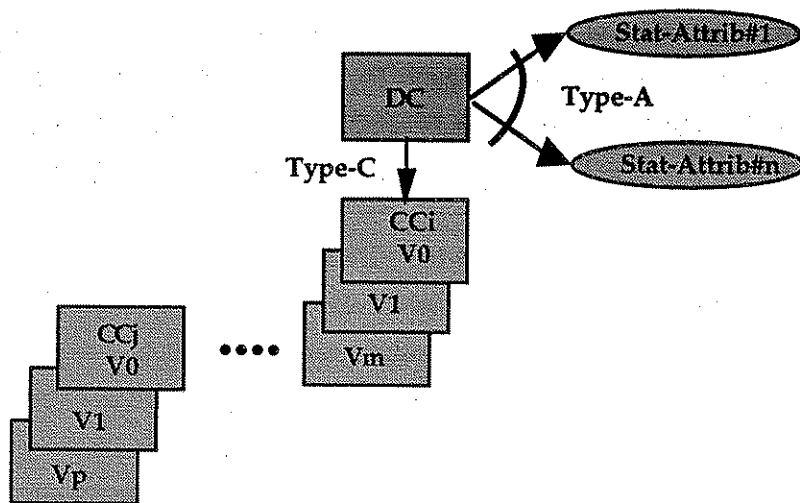 Stat-Attrib#1
DC
Type-A
Type-C
Stat-Attrib#n
CCi
V0
V1
Vm
CCj
V0
V1
Vp